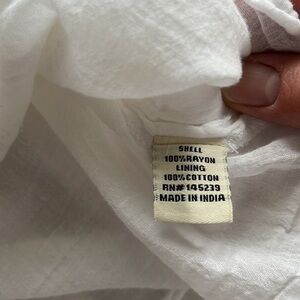 SHELL
100%RAYON
LINING
100%COTTON
RN# 145239
MADE IN INDIA